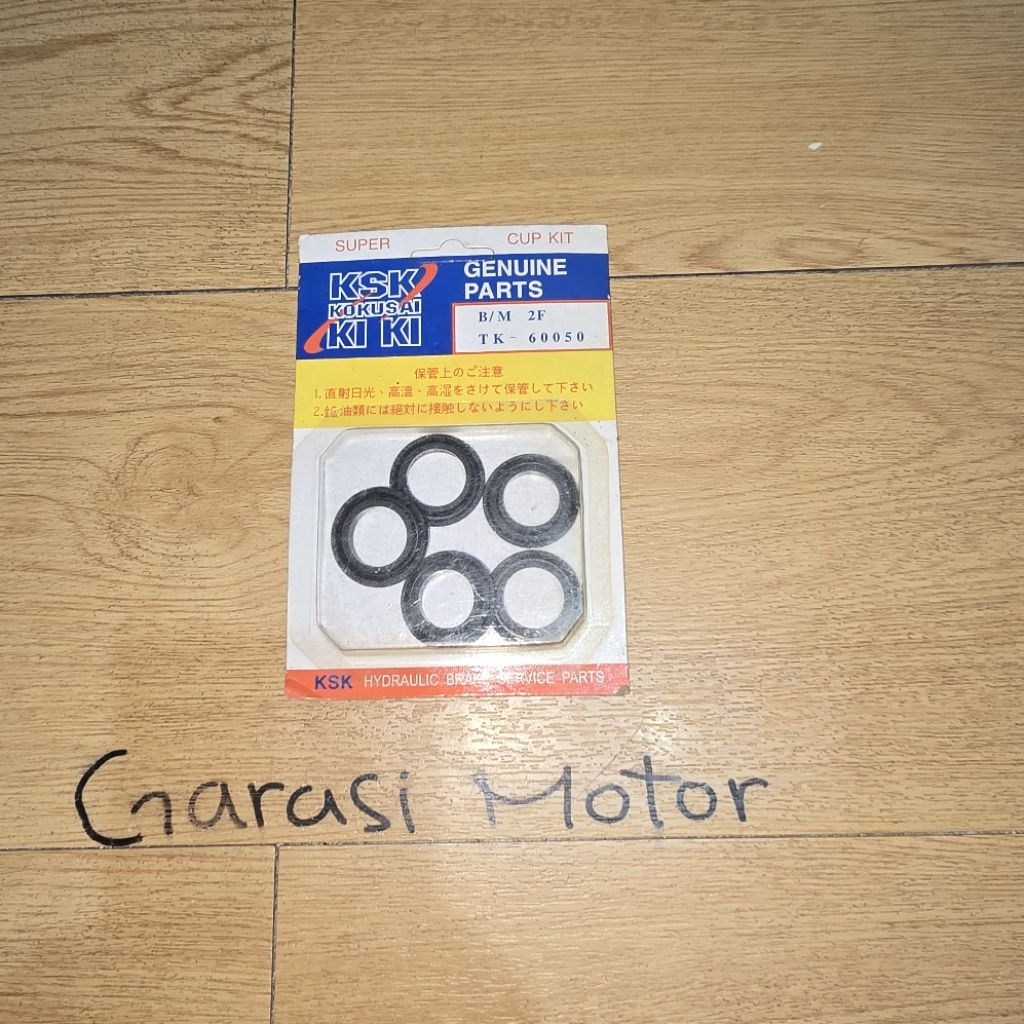 SUPER CUP KIT
KSK
KOKUSAI
KI KI
GENUINE
PARTS
B/M 2F
TK- 60050
保管上のご注意
1.直射日光、高溫、高湿をさけて保管して下さい
2.鉱油類には絕対に接触しないようにし下さい
KSK HYDRAULIC BRAKE SERVICE PARTS
Garasi Motor